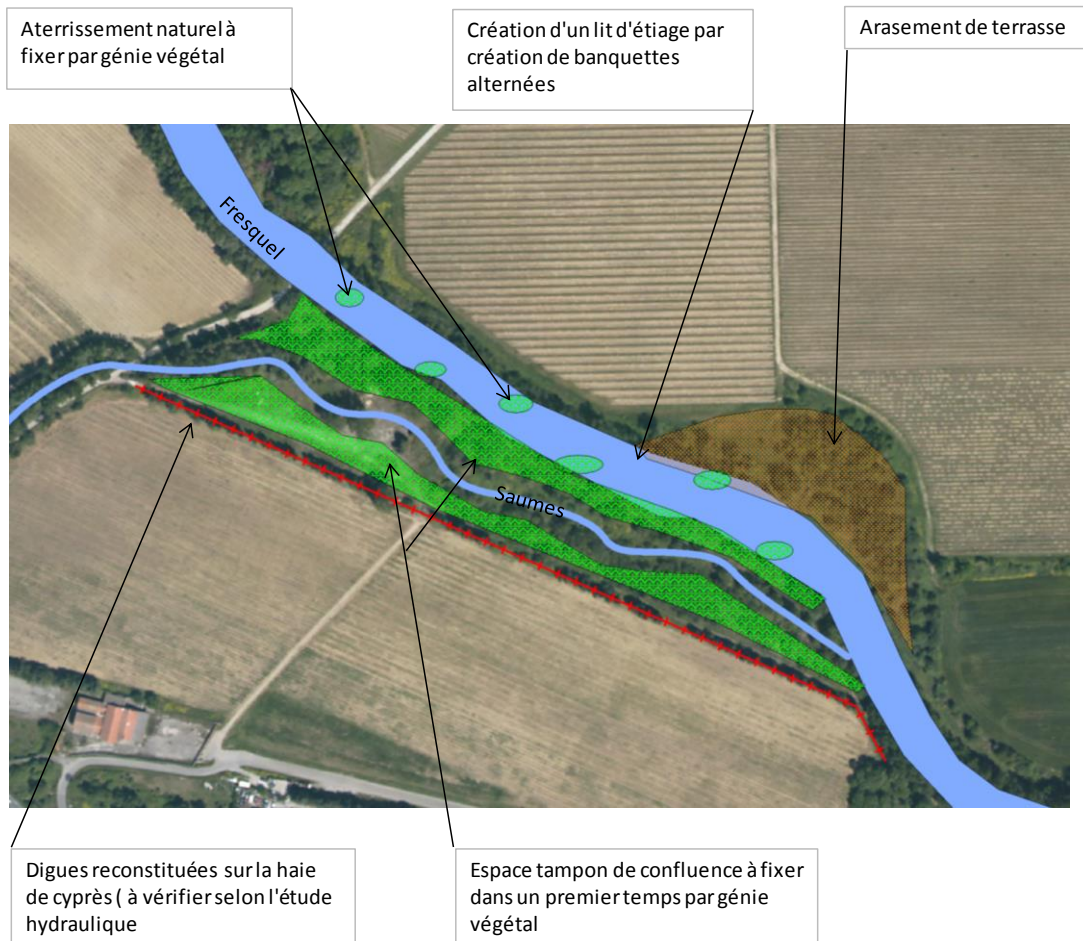 Aterrissement naturel à
fixer par génie végétal
Création d'un lit d'étiage par
création de banquettes
alternées
Arasement de terrasse
Fresquel
Saumes
Digues reconstituées sur la haie
de cyprès ( à vérifier selon l'étude
hydraulique
Espace tampon de confluence à fixer
dans un premier temps par génie
végétal